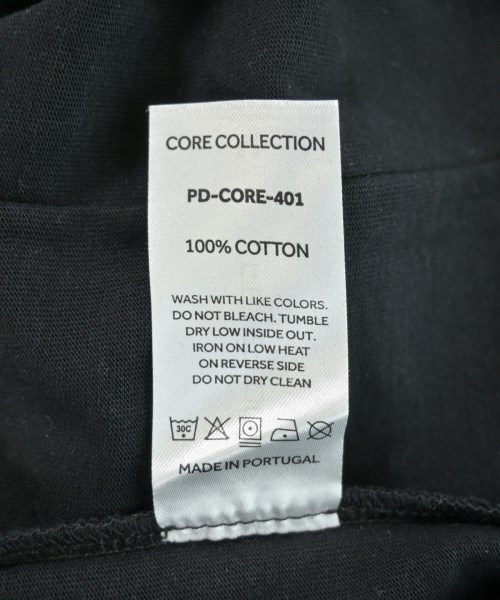 CORE COLLECTION
PD-CORE-401
100% COTTON
WASH WITH LIKE COLORS.
DO NOT BLEACH. TUMBLE
DRY LOW INSIDE OUT.
IRON ON LOW HEAT
ON REVERSE SIDE
DO NOT DRY CLEAN
30C
MADE IN PORTUGAL